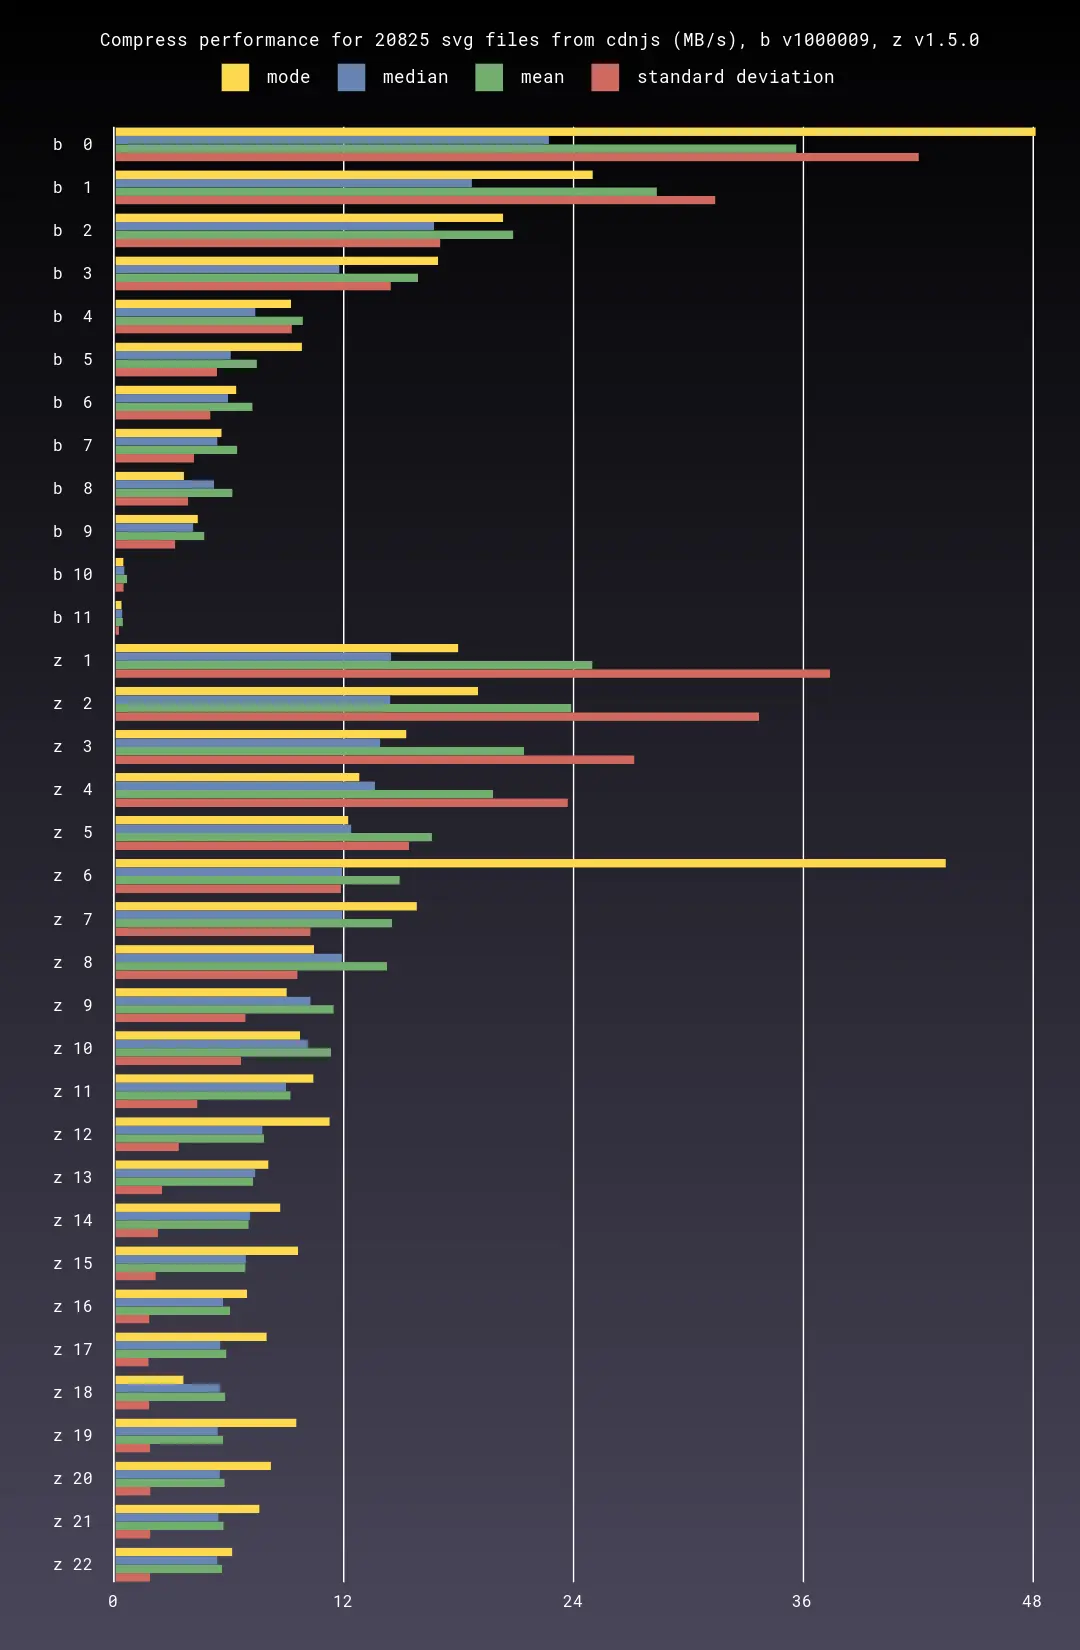 Compress performance for 20825 svg files from cdnjs (MB/s), b v1000009, z v1.5.0
mode median mean standard deviation
b 0
b 1
b 2
b 3
b 4
b 5
b 6
b 7
b 8
b 9
b 10
b 11
z 1
z 2
z 3
z 4
z 5
z 6
z 7
z 8
z 9
z 10
z 11
z 12
z 13
z 14
z 15
z 16
z 17
z 18
z 19
z 20
z 21
z 22
0 12 24 36 48